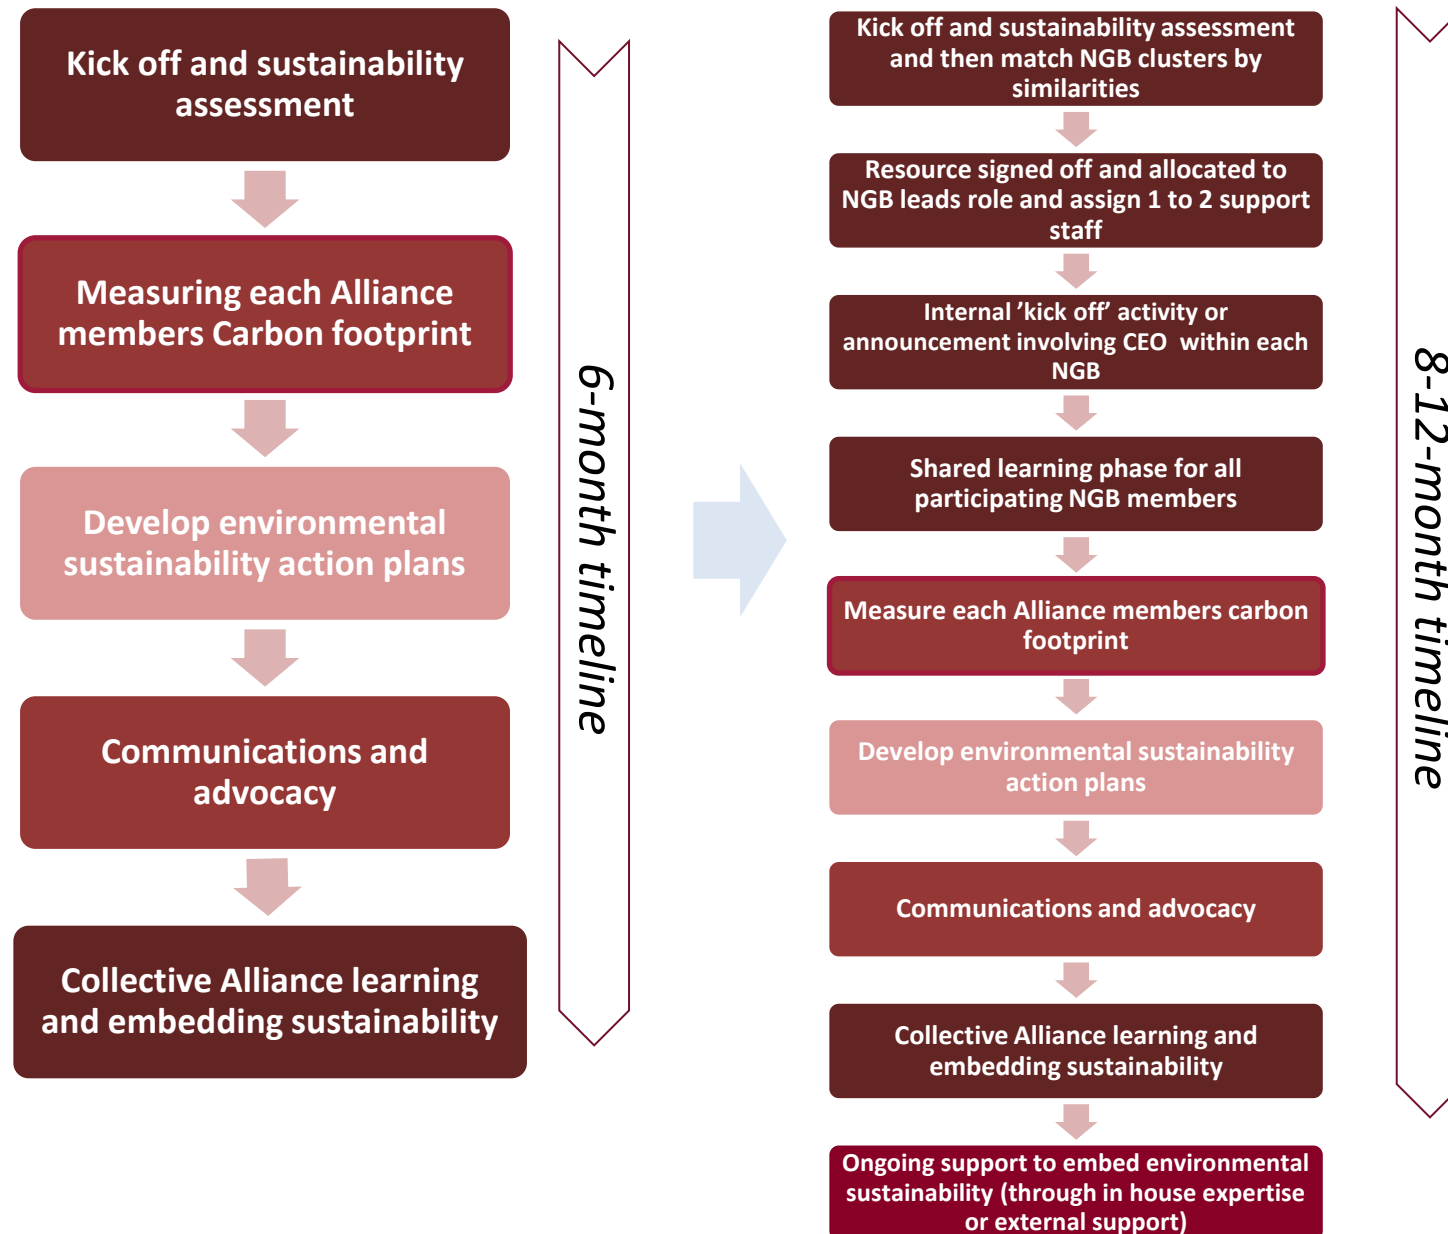 Kick off and sustainability
assessment
Measuring each Alliance
members Carbon footprint
Develop environmental
sustainability action plans
Communications and
advocacy
Collective Alliance learning
and embedding sustainability
6-month timeline
Kick off and sustainability assessment
and then match NGB clusters by
similarities
Resource signed off and allocated to
NGB leads role and assign 1 to 2 support
staff
Internal ’kick off’ activity or
announcement involving CEO  within each
NGB
Shared learning phase for all
participating NGB members
Measure each Alliance members carbon
footprint
Develop environmental sustainability
action plans
Communications and advocacy
Collective Alliance learning and
embedding sustainability
Ongoing support to embed environmental
sustainability (through in house expertise
or external support)
8-12-month timeline